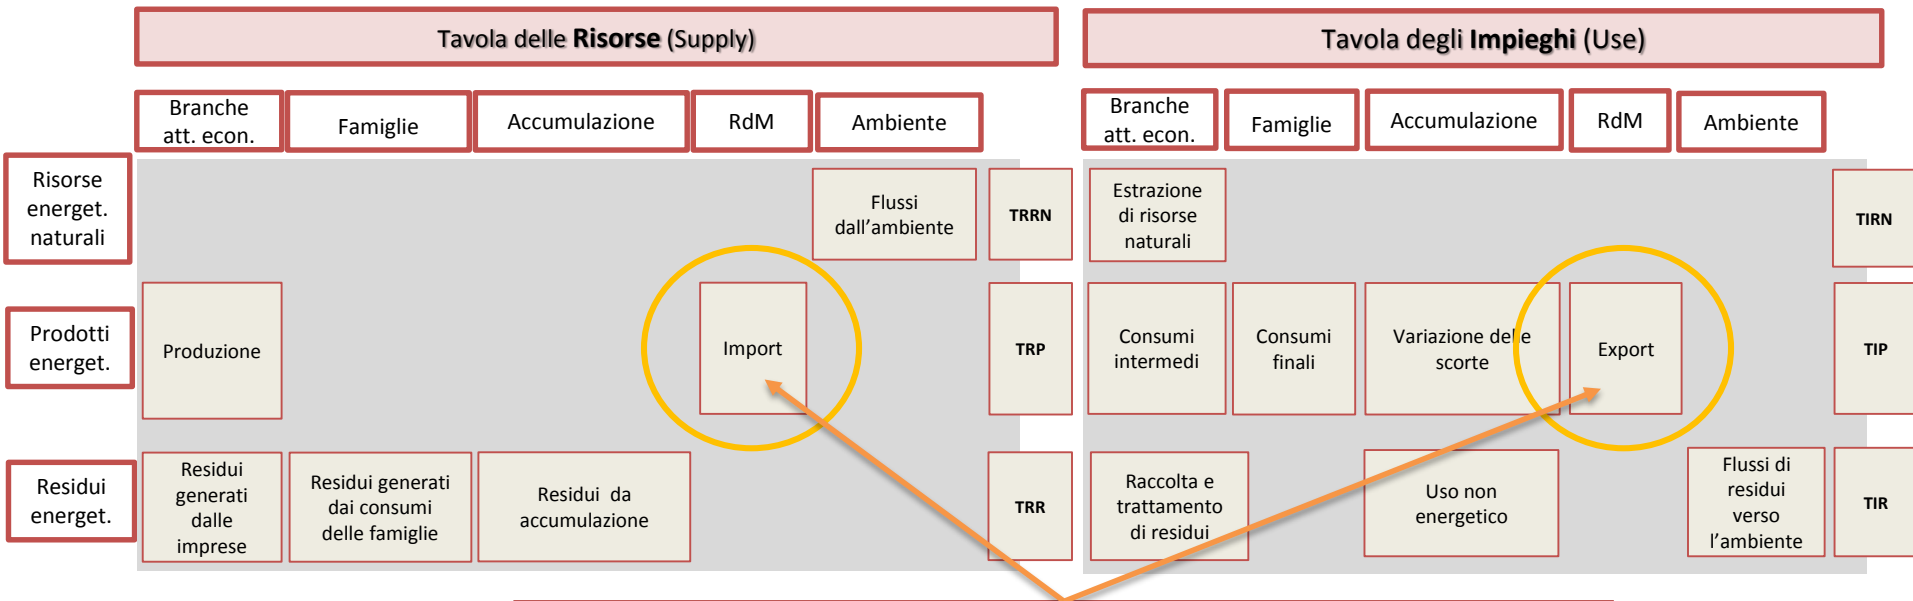 Tavola delle Risorse (Supply)
Tavola degli Impieghi (Use)
Branche
att. econ.
Famiglie
Accumulazione
RdM
Ambiente
Branche
att. econ.
Famiglie
Accumulazione
RdM
Ambiente
Risorse
energet.
naturali
Flussi
dall'ambiente
TRRN
Estrazione
di risorse
naturali
TIRN
Prodotti
energet.
Produzione
Import
TRP
Consumi
intermedi
Consumi
finali
Variazione delle
scorte
Export
TIP
Residui
energet.
Residui
generati
dalle
imprese
Residui generati
dai consumi
delle famiglie
Residui da
accumulazione
TRR
Raccolta e
trattamento
di residui
Uso non
energetico
Flussi di
residui
verso
l'ambiente
TIR